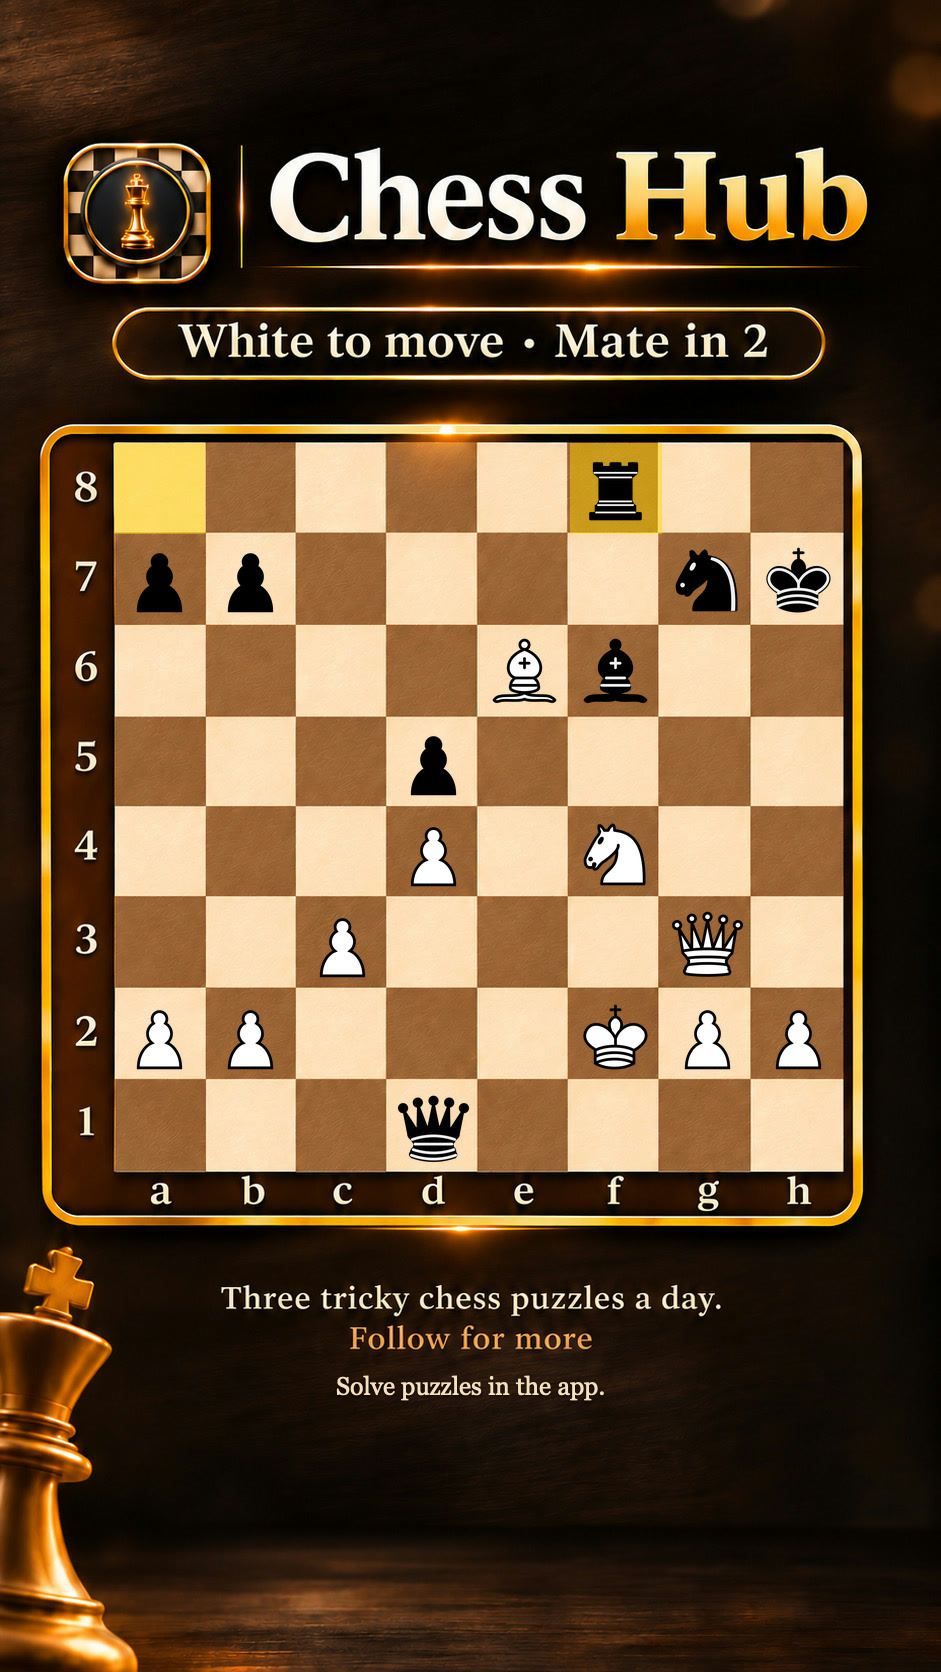 Chess Hub
White to move • Mate in 2
8
7
6
5
4
3
2
1
a b c d e f g h
Three tricky chess puzzles a day.
Follow for more
Solve puzzles in the app.